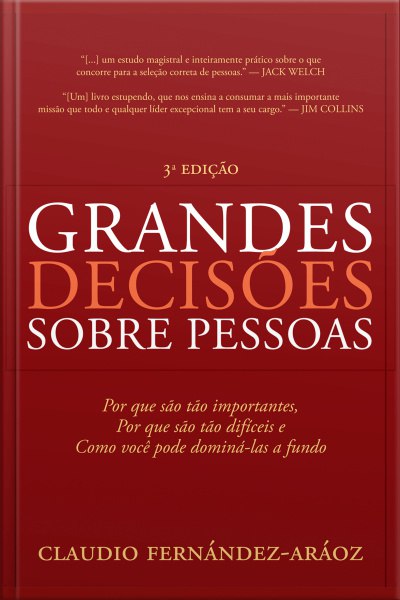 “[...] um estudo magistral e inteiramente prático sobre o que
concorre para a seleção correta de pessoas.” — JACK WELCH
“[Um] livro estupendo, que nos ensina a consumar a mais importante
missão que todo e qualquer líder excepcional tem a seu cargo.” — JIM COLLINS
3ª EDIÇÃO
GRANDES
DECISÕES
SOBRE PESSOAS
Por que são tão importantes,
Por que são tão difíceis e
Como você pode dominá-las a fundo
CLAUDIO FERNÁNDEZ-ARÁOZ